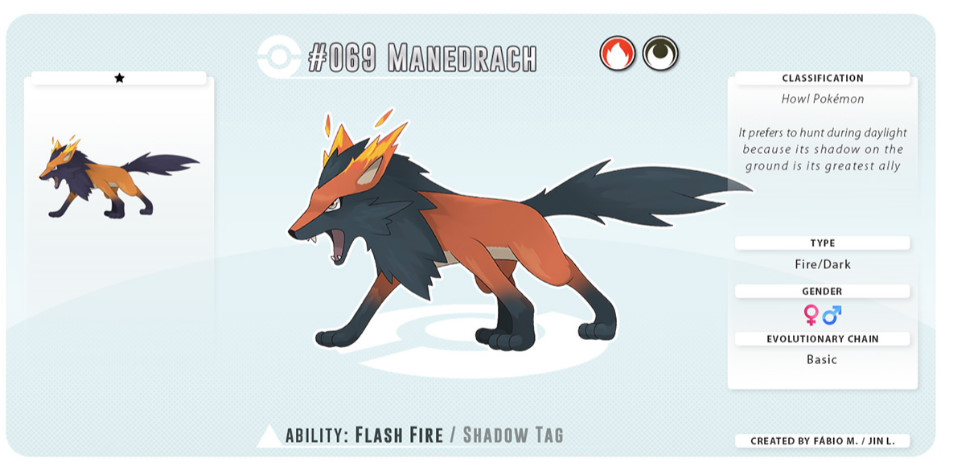 #069 MANEDRACH
★
CLASSIFICATION
Howl Pokémon
It prefers to hunt during daylight
because its shadow on the
ground is its greatest ally
TYPE
Fire/Dark
GENDER
♀♂
EVOLUTIONARY CHAIN
Basic
ABILITY: FLASH FIRE / SHADOW TAG
CREATED BY FÁBIO M. / JIN L.